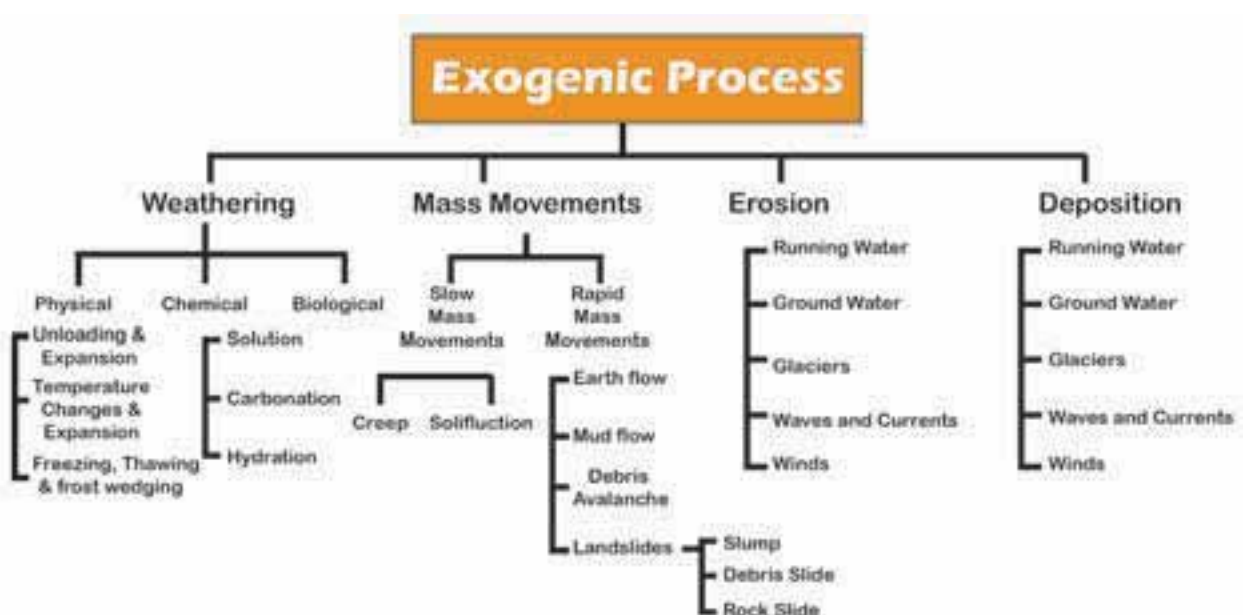 Exogenic Process
Weathering
Mass Movements
Erosion
Deposition
Physical
Chemical
Biological
Unloading &
Expansion
Temperature
Changes &
Expansion
Freezing, Thawing
& frost wedging
Solution
Carbonation
Hydration
Slow
Mass
Movements
Rapid
Mass
Movements
Creep
Solifluction
Earth flow
Mud flow
Debris
Avalanche
Landslides
Slump
Debris Slide
Rock Slide
Running Water
Ground Water
Glaciers
Waves and Currents
Winds
Running Water
Ground Water
Glaciers
Waves and Currents
Winds